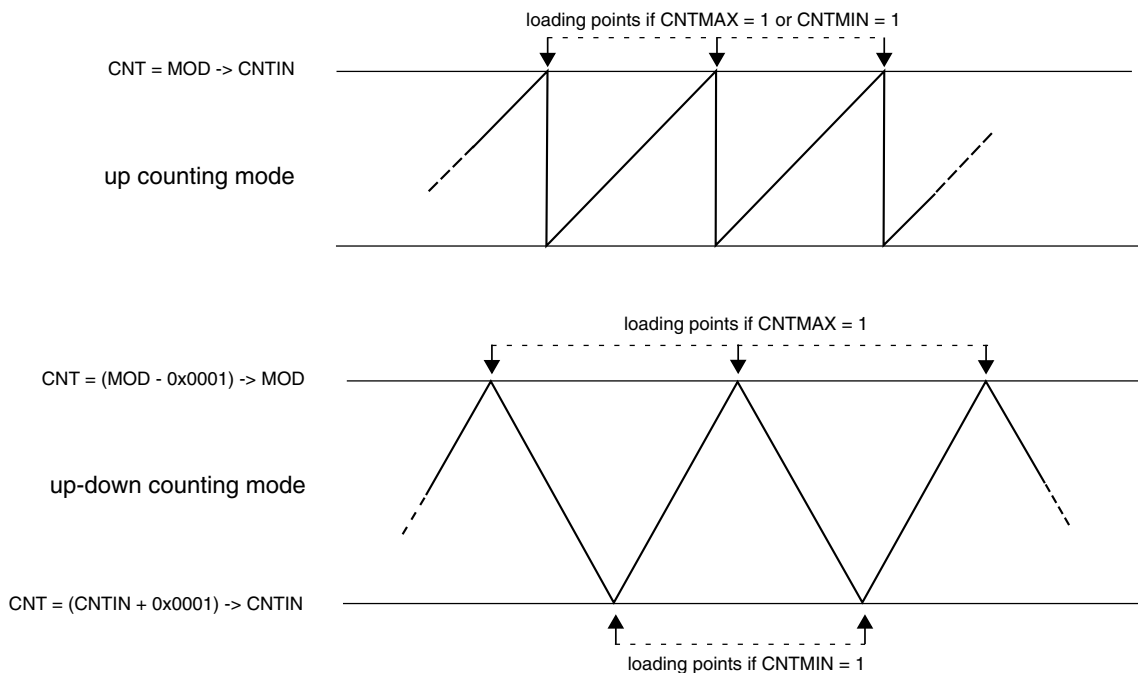 loading points if CNTMAX = 1 or CNTMIN = 1
CNT = MOD -> CNTIN
up counting mode
loading points if CNTMAX = 1
CNT = (MOD - 0x0001) -> MOD
up-down counting mode
CNT = (CNTIN + 0x0001) -> CNTIN
loading points if CNTMIN = 1